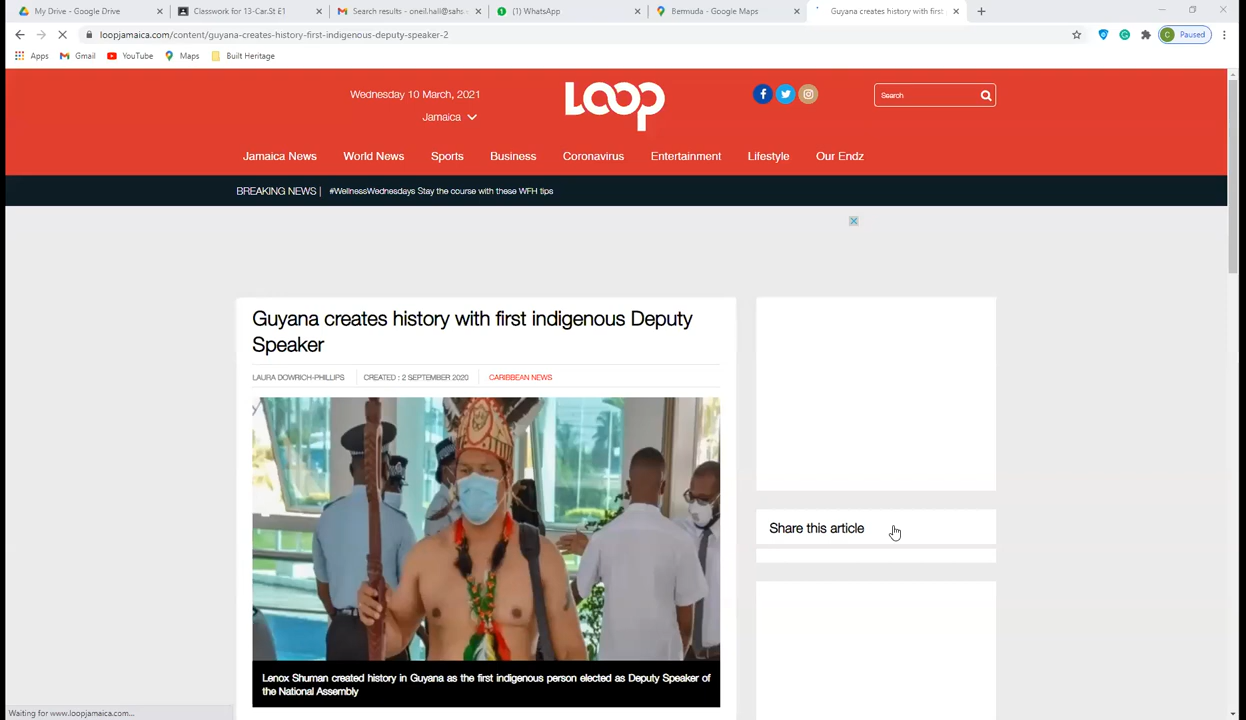 My Drive - Google Drive
Classwork for 13-Car.St £1
Search results - oneil.hill@sahs
(1) WhatsApp
Bermuda - Google Maps
Guyana creates history with first
loopjamaica.com/content/guyana-creates-history-first-indigenous-deputy-speaker-2
C Paused
Apps
Gmail
YouTube
Maps
Built Heritage
Wednesday 10 March, 2021
Jamaica
LOOP
Search
Jamaica News
World News
Sports
Business
Coronavirus
Entertainment
Lifestyle
Our Endz
BREAKING NEWS | #WellnessWednesdays Stay the course with these WFH tips
Guyana creates history with first indigenous Deputy
Speaker
LAURA DOWRICH-PHILLIPS
CREATED : 2 SEPTEMBER 2020
CARIBBEAN NEWS
Share this article
Lenox Shuman created history in Guyana as the first indigenous person elected as Deputy Speaker of
the National Assembly
Waiting for www.loopjamaica.com...